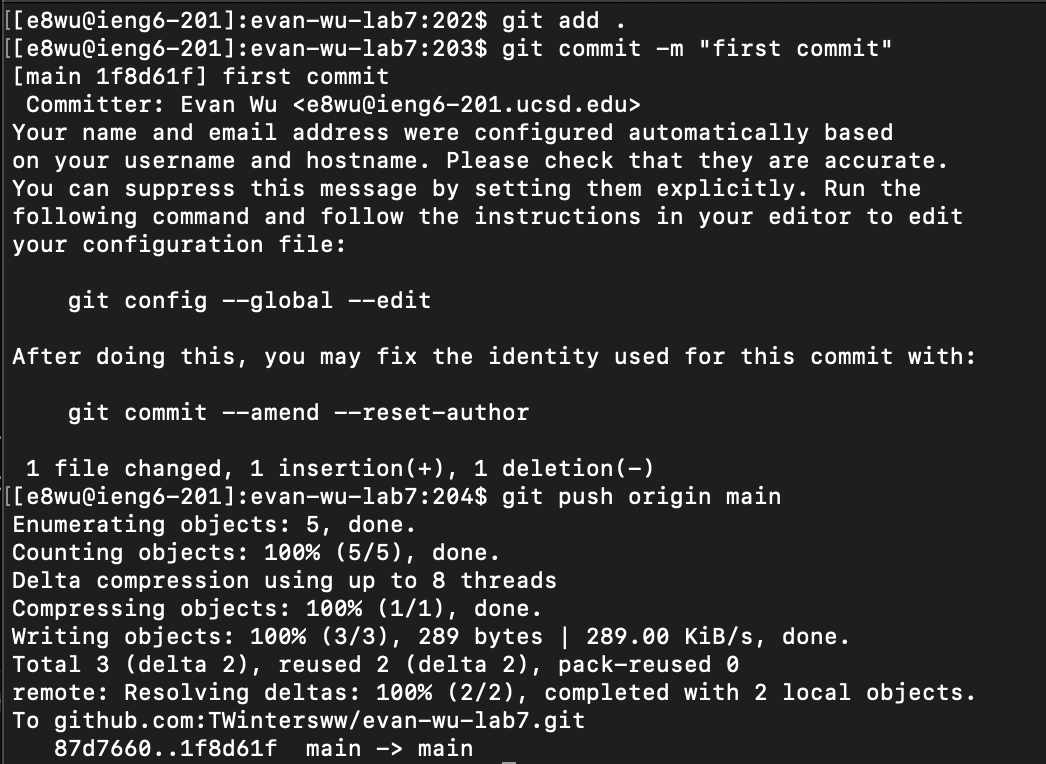 [[e8wu@ieng6-201]:evan-wu-lab7:202$ git add .
[[e8wu@ieng6-201]:evan-wu-lab7:203$ git commit -m "first commit"
[main 1f8d61f] first commit
 Committer: Evan Wu <e8wu@ieng6-201.ucsd.edu>
Your name and email address were configured automatically based
on your username and hostname. Please check that they are accurate.
You can suppress this message by setting them explicitly. Run the
following command and follow the instructions in your editor to edit
your configuration file:

    git config --global --edit

After doing this, you may fix the identity used for this commit with:

    git commit --amend --reset-author

 1 file changed, 1 insertion(+), 1 deletion(-)
[[e8wu@ieng6-201]:evan-wu-lab7:204$ git push origin main
Enumerating objects: 5, done.
Counting objects: 100% (5/5), done.
Delta compression using up to 8 threads
Compressing objects: 100% (1/1), done.
Writing objects: 100% (3/3), 289 bytes | 289.00 KiB/s, done.
Total 3 (delta 2), reused 2 (delta 2), pack-reused 0
remote: Resolving deltas: 100% (2/2), completed with 2 local objects.
To github.com:TWintersww/evan-wu-lab7.git
   87d7660..1f8d61f  main -> main